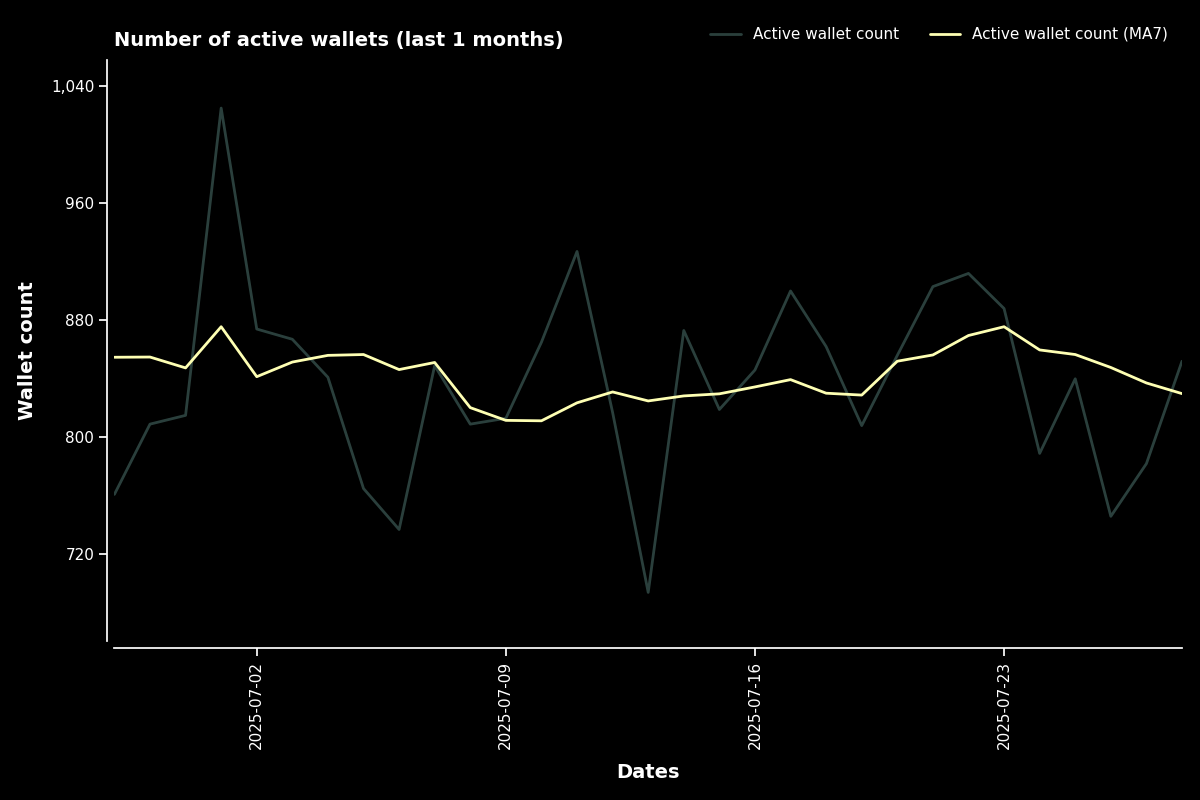 Number of active wallets (last 1 months)
Active wallet count
Active wallet count (MA7)
1,040
960
880
800
720
Wallet count
2025-07-02
2025-07-09
2025-07-16
2025-07-23
Dates